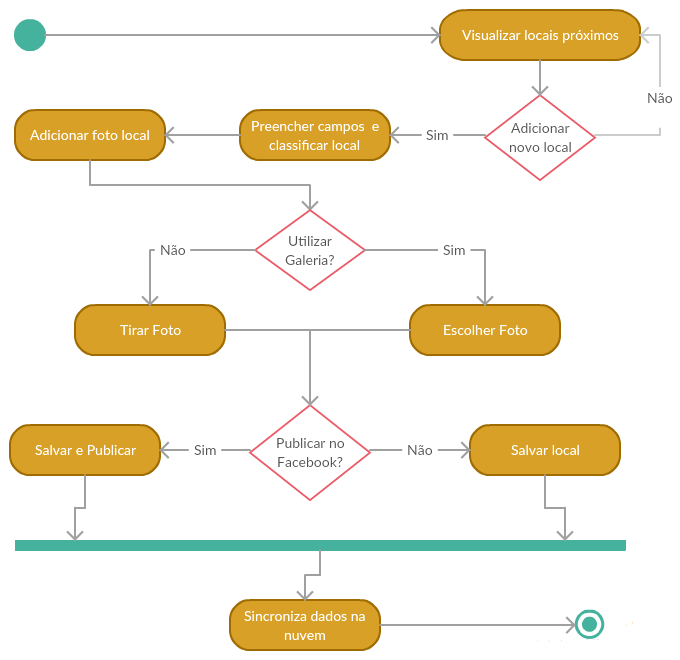 Visualizar locais próximos
Não
Adicionar
novo local
Sim
Preencher campos e
classificar local
Adicionar foto local
Utilizar
Galeria?
Não
Sim
Tirar Foto
Escolher Foto
Publicar no
Facebook?
Sim
Não
Salvar e Publicar
Salvar local
Sincroniza dados na
nuvem